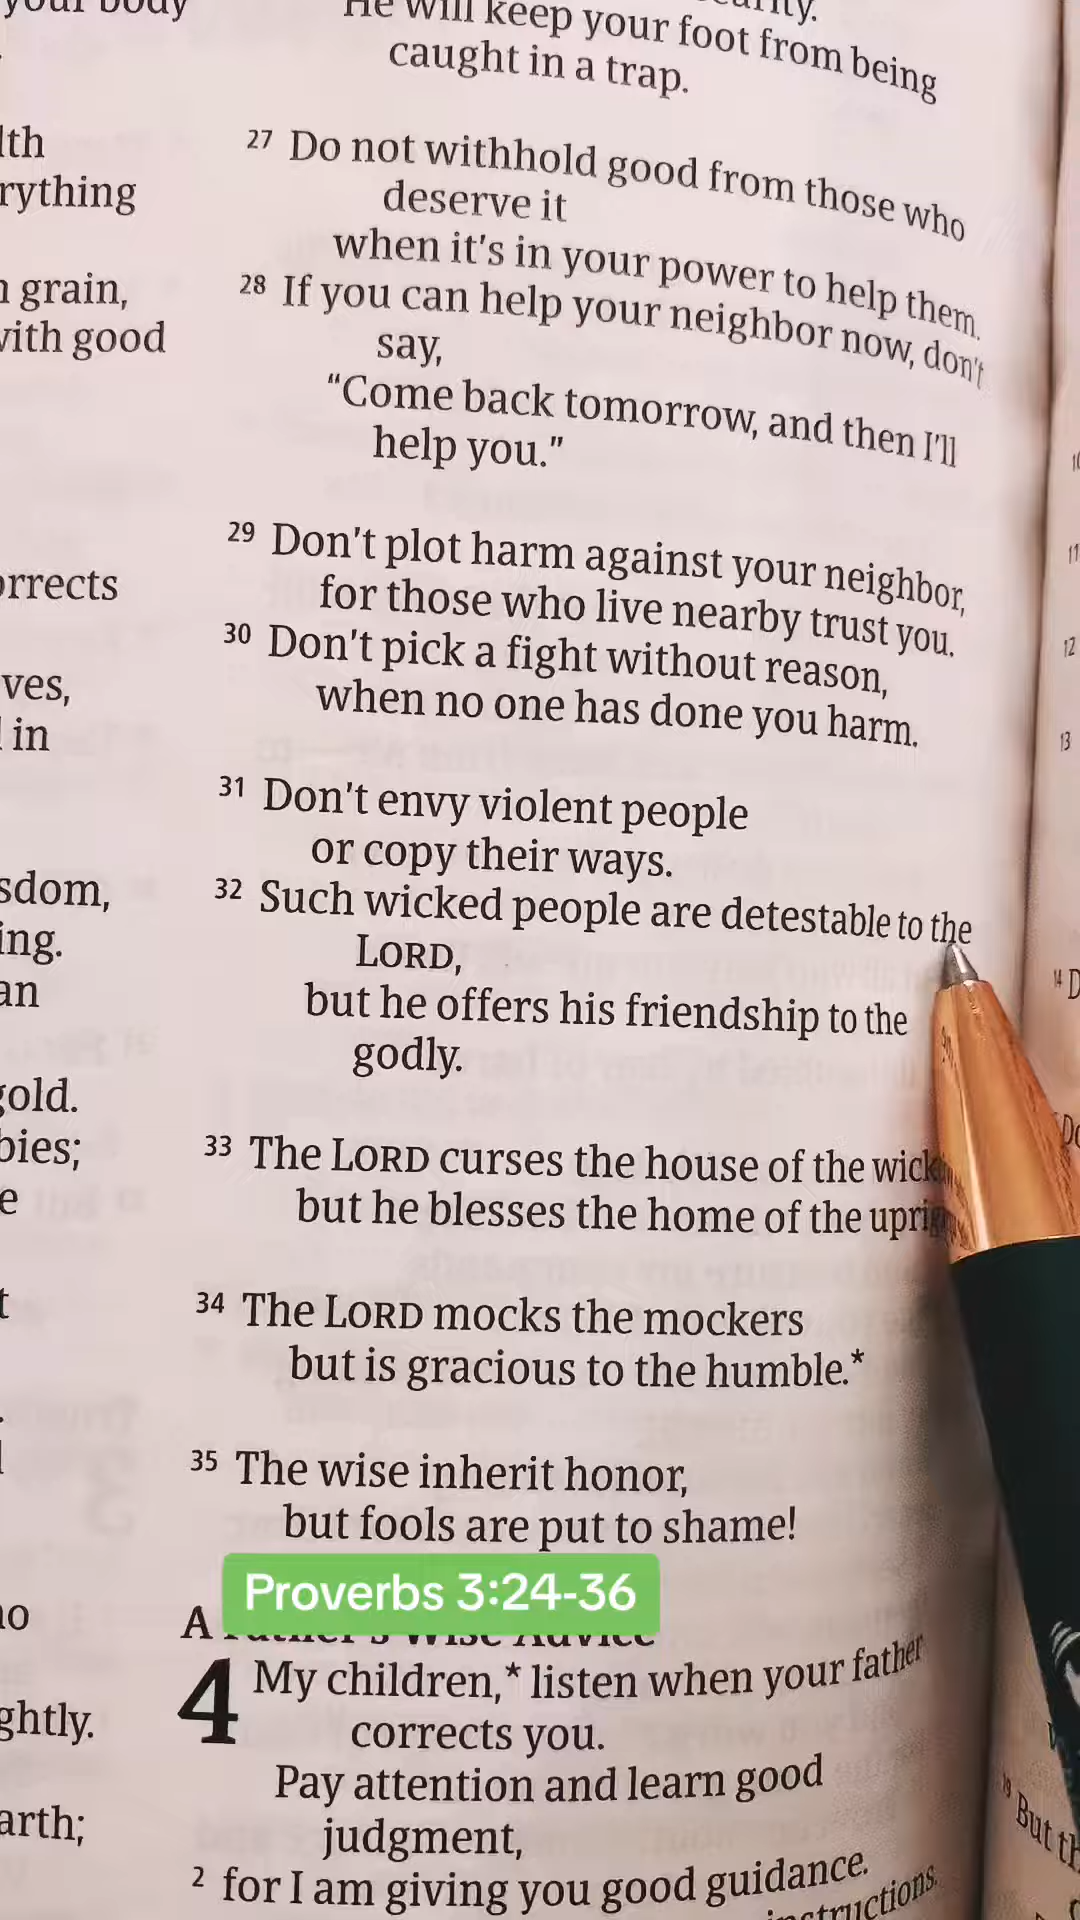 your body
lth
rything
grain,
with good
rrects
ves,
in
sdom,
ing.
an
gold.
bies;
e
t
ghtly.
arth;
He will keep your foot from being
caught in a trap.
27 Do not withhold good from those who
deserve it
when it's in your power to help them.
28 If you can help your neighbor now, don't
say,
"Come back tomorrow, and then I'll
help you."
29 Don't plot harm against your neighbor,
for those who live nearby trust you.
30 Don't pick a fight without reason,
when no one has done you harm.
31 Don't envy violent people
or copy their ways.
32 Such wicked people are detestable to the
LORD,
but he offers his friendship to the
godly.
33 The LORD curses the house of the
but he blesses the home of the
34 The LORD mocks the mockers
but is gracious to the humble.*
35 The wise inherit honor,
but fools are put to shame!
Proverbs 3:24-36
A Father's Wise Advice
4 My children,* listen when your father
corrects you.
Pay attention and learn good
judgment,
2 for I am giving you good guidance.
instructions.
10
11
12
13
14 D
But th